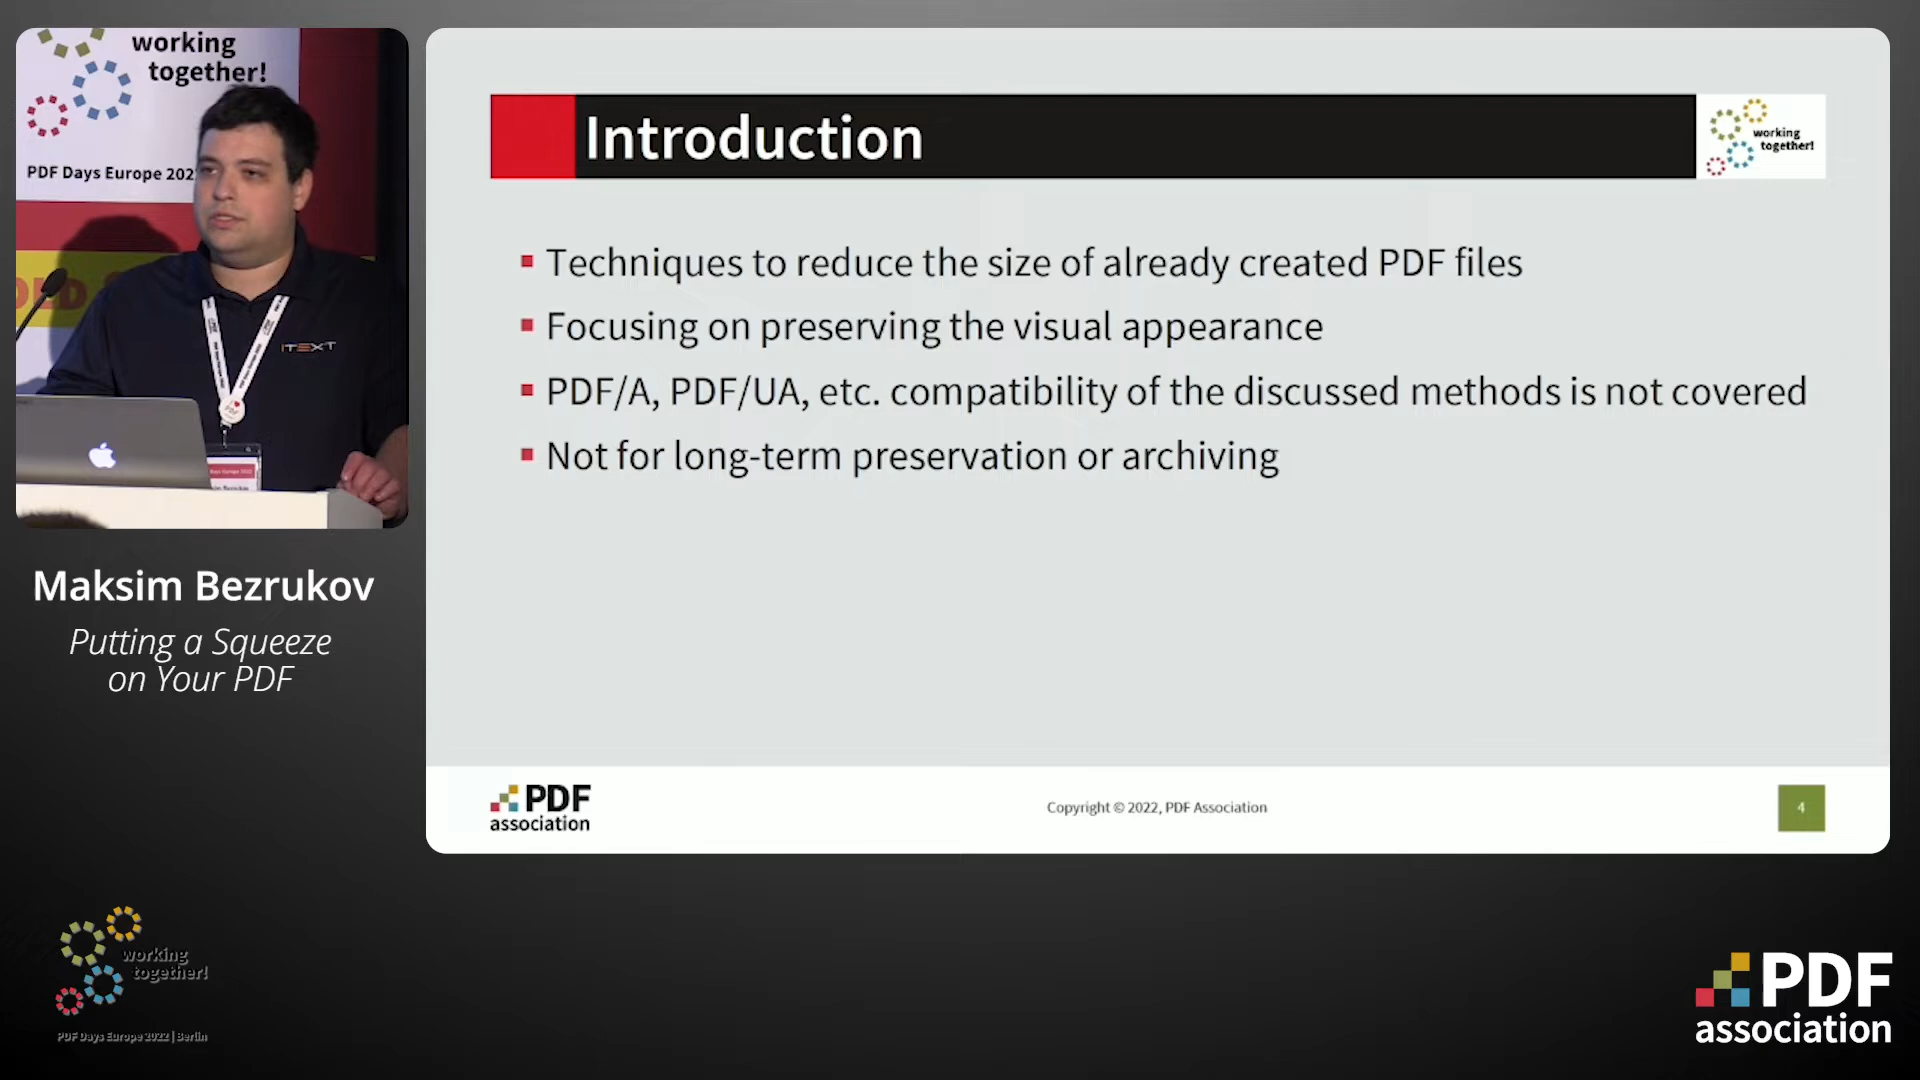 working
together!
PDF Days Europe 202
ITEXT
Maksim Bezrukov
Putting a Squeeze
on Your PDF
Introduction
working
together!
Techniques to reduce the size of already created PDF files
Focusing on preserving the visual appearance
PDF/A, PDF/UA, etc. compatibility of the discussed methods is not covered
Not for long-term preservation or archiving
PDF
association
Copyright © 2022, PDF Association
4
working
together!
PDF Days Europe 2022 | Berlin
PDF
association